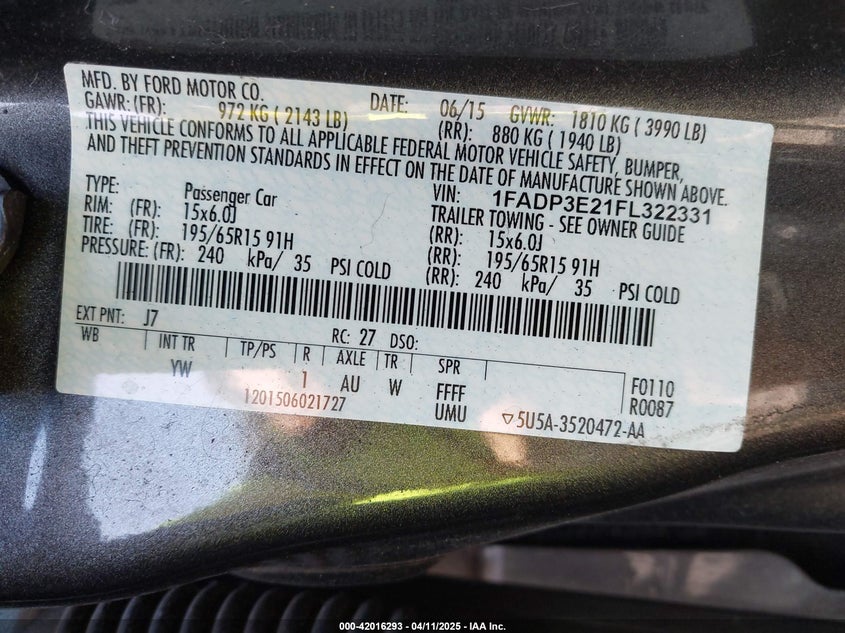 MFD. BY FORD MOTOR CO.
DATE: 06/15 GVWR: 1810 KG ( 3990 LB)
GAWR: (FR): 972 KG ( 2143 LB) (RR): 880 KG ( 1940 LB)
THIS VEHICLE CONFORMS TO ALL APPLICABLE FEDERAL MOTOR VEHICLE SAFETY, BUMPER,
AND THEFT PREVENTION STANDARDS IN EFFECT ON THE DATE OF MANUFACTURE SHOWN ABOVE.
TYPE: Passenger Car VIN: 1FADP3E21FL322331
TRAILER TOWING - SEE OWNER GUIDE
RIM: (FR): 15x6.0J (RR): 15x6.0J
TIRE: (FR): 195/65R15 91H (RR): 195/65R15 91H
PRESSURE: (FR): 240 kPa/ 35 PSI COLD (RR): 240 kPa/ 35 PSI COLD
EXT PNT: J7 RC: 27 DSO:
WB INT TR TP/PS R AXLE TR SPR
YW 1 AU W FFFF F0110
1201506021727 UMU R0087
▽5U5A-3520472-AA
000-42016293 - 04/11/2025 - IAA Inc.